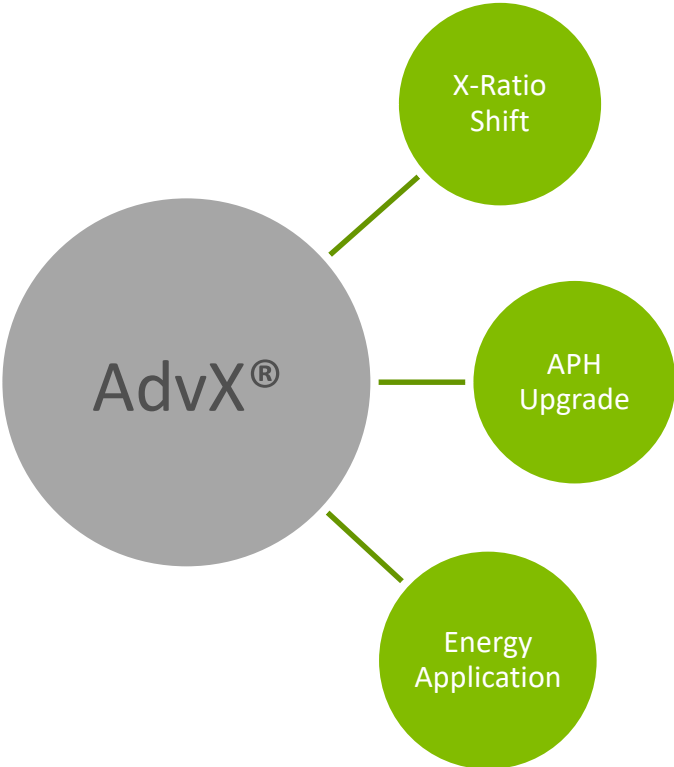 X-Ratio
Shift
AdvX®
APH
Upgrade
Energy
Application